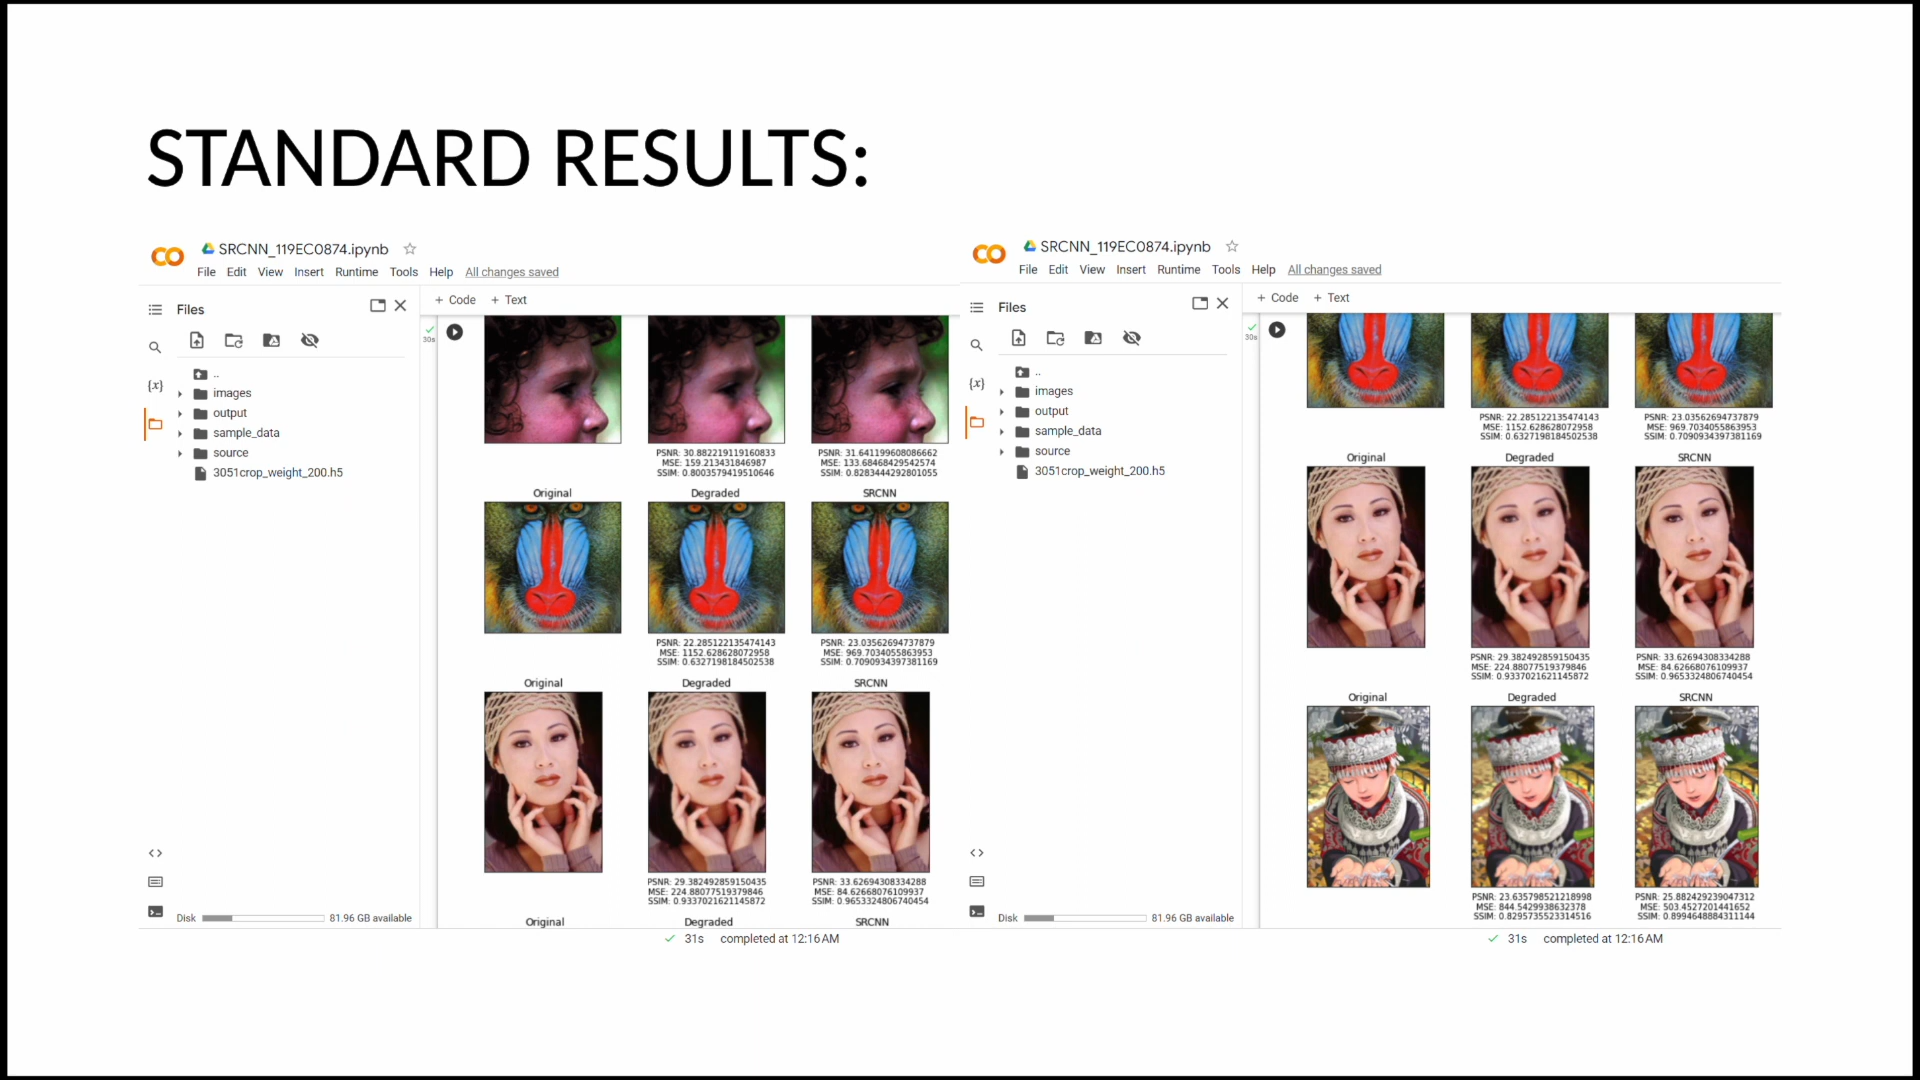 STANDARD RESULTS:
SRCNN_119EC0874.ipynb
File Edit View Insert Runtime Tools Help All changes saved
Files
+ Code + Text
30s
..
{x}
images
output
sample_data
source
3051crop_weight_200.h5
PSNR: 30.882219119160833
MSE: 159.213431846987
SSIM: 0.8003579419510646
PSNR: 31.641199608086662
MSE: 133.68468429542574
SSIM: 0.8283444292801055
Original Degraded SRCNN
PSNR: 22.285122135474143
MSE: 1152.628628072958
SSIM: 0.6327198184502538
PSNR: 23.03562694737879
MSE: 969.7034055863953
SSIM: 0.7090934397381169
Original Degraded SRCNN
PSNR: 29.382492859150435
MSE: 224.88077519379846
SSIM: 0.9337021621145872
PSNR: 33.62694308334288
MSE: 84.62668076109937
SSIM: 0.9653324806740454
Original Degraded SRCNN
Disk 81.96 GB available
31s completed at 12:16 AM
SRCNN_119EC0874.ipynb
File Edit View Insert Runtime Tools Help All changes saved
Files
+ Code + Text
30s
..
{x}
images
output
sample_data
source
3051crop_weight_200.h5
PSNR: 22.285122135474143
MSE: 1152.628628072958
SSIM: 0.6327198184502538
PSNR: 23.03562694737879
MSE: 969.7034055863953
SSIM: 0.7090934397381169
Original Degraded SRCNN
PSNR: 29.382492859150435
MSE: 224.88077519379846
SSIM: 0.9337021621145872
PSNR: 33.62694308334288
MSE: 84.62668076109937
SSIM: 0.9653324806740454
Original Degraded SRCNN
PSNR: 23.635798521218998
MSE: 844.5429938632378
SSIM: 0.8295735523314516
PSNR: 25.882429239047312
MSE: 503.4527201441652
SSIM: 0.8994648884311144
Disk 81.96 GB available
31s completed at 12:16 AM